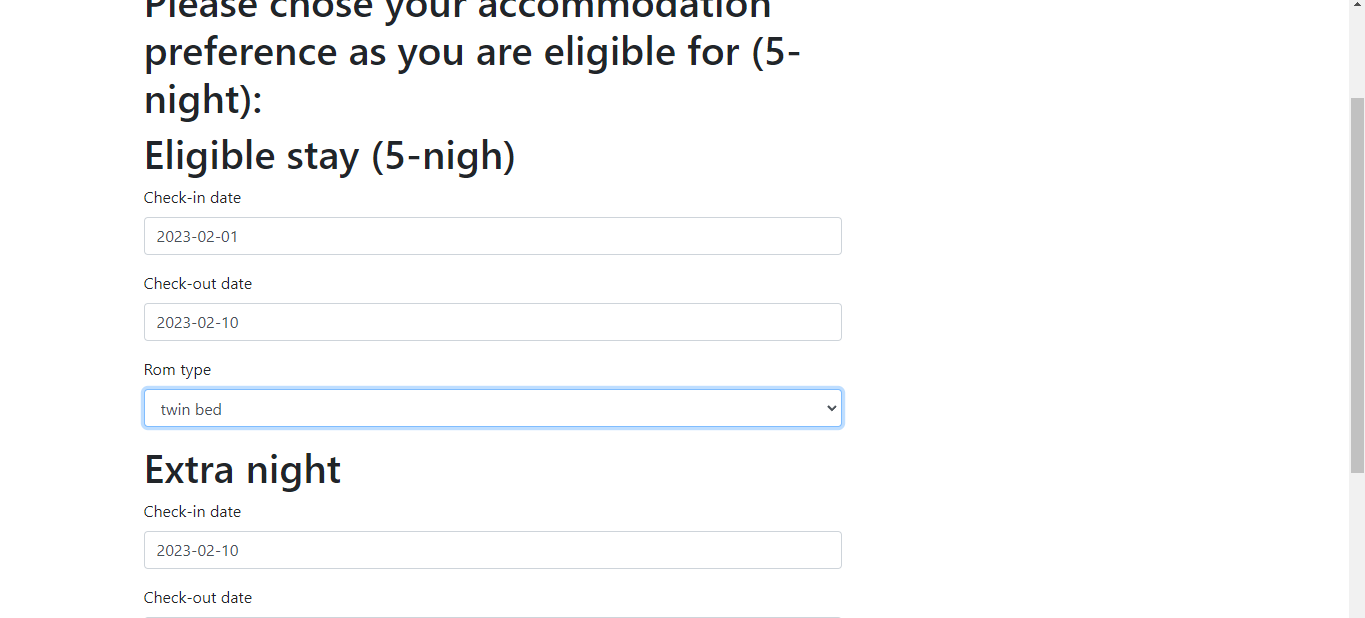 Please chose your accommodation
preference as you are eligible for (5-
night):
Eligible stay (5-nigh)
Check-in date
2023-02-01
Check-out date
2023-02-10
Rom type
twin bed
Extra night
Check-in date
2023-02-10
Check-out date